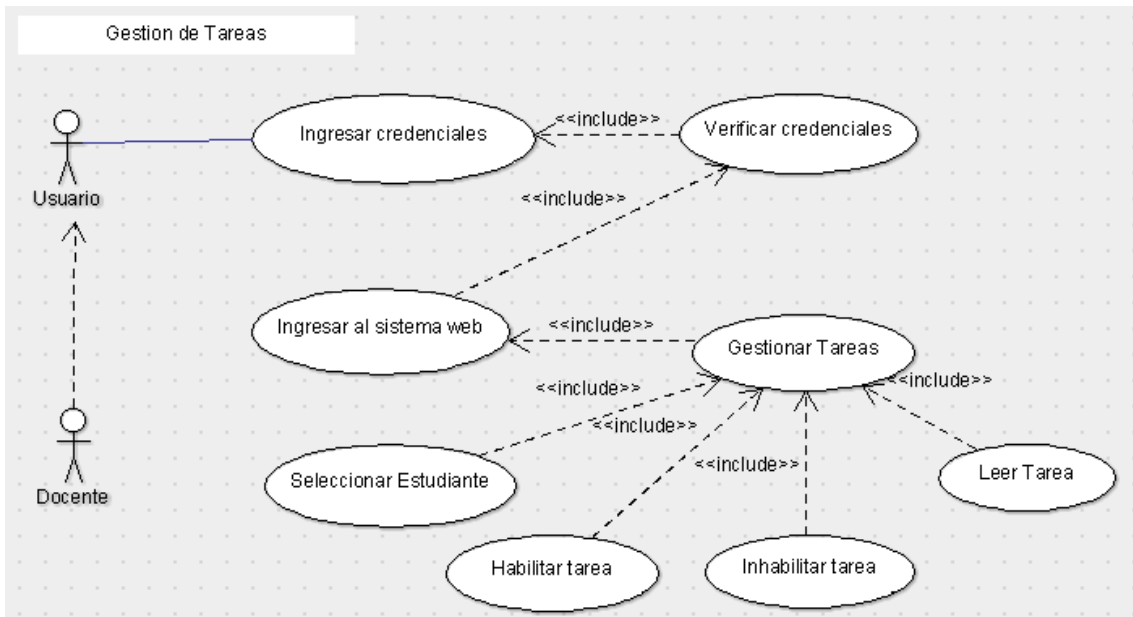 Gestion de Tareas
Ingresar credenciales
<<include>>
Verificar credenciales
Usuario
<<include>>
Ingresar al sistema web
<<include>>
Gestionar Tareas
<<include>>
<<include>>
<<include>>
<<include>>
Seleccionar Estudiante
Leer Tarea
Docente
Habilitar tarea
Inhabilitar tarea